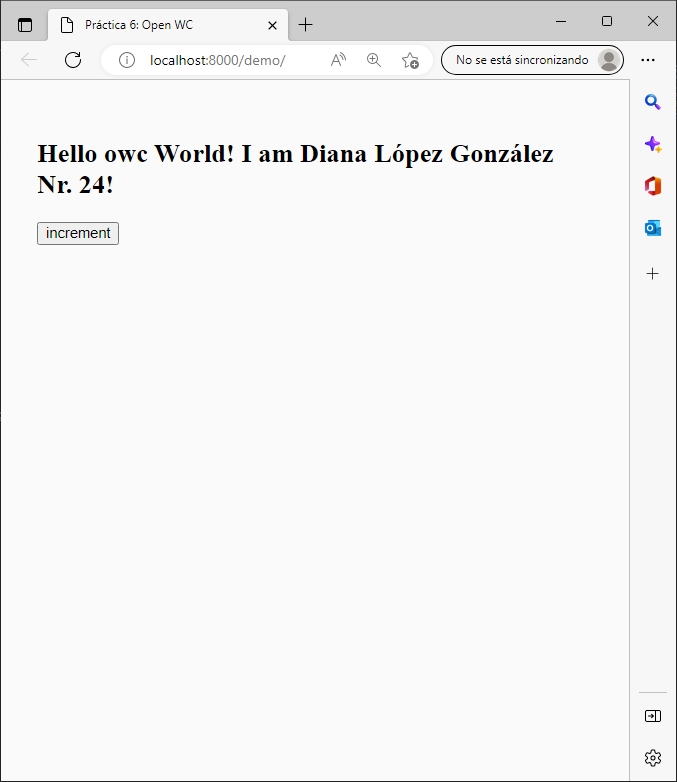 Práctica 6: Open WC
localhost:8000/demo/
No se está sincronizando
Hello owc World! I am Diana López González
Nr. 24!
increment